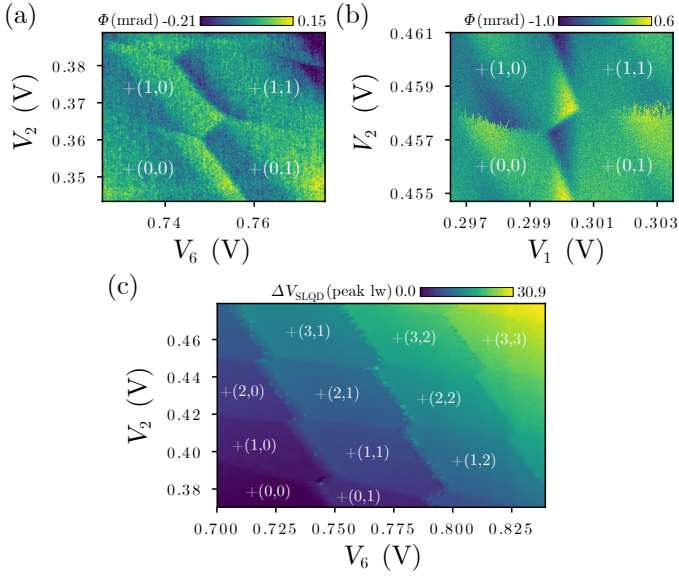 (a) Φ(mrad) -0.21 0.15
0.38
0.37
0.36
0.35
V₂ (V)
+(1,0) +(1,1)
+(0,0) +(0,1)
0.74 0.76
V₆ (V)
(b) Φ(mrad) -1.0 0.6
0.461
0.459
0.457
0.455
V₂ (V)
+(1,0) +(1,1)
+(0,0) +(0,1)
0.297 0.299 0.301 0.303
V₁ (V)
(c) ΔV_SLQD(peak lw) 0.0 30.9
0.46
0.44
0.42
0.40
0.38
V₂ (V)
+(3,1) +(3,2) +(3,3)
+(2,0) +(2,1) +(2,2)
+(1,0) +(1,1) +(1,2)
+(0,0) +(0,1)
0.700 0.725 0.750 0.775 0.800 0.825
V₆ (V)